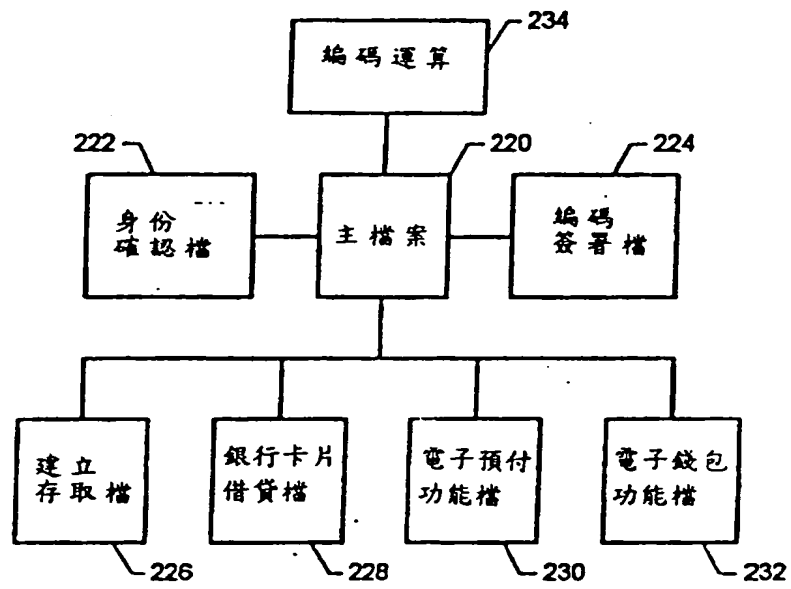 234
編碼運算
222
220
224
身份
確認檔
主檔案
編碼
簽署檔
建立
存取檔
銀行卡片
借貸檔
電子預付
功能檔
電子錢包
功能檔
226
228
230
232